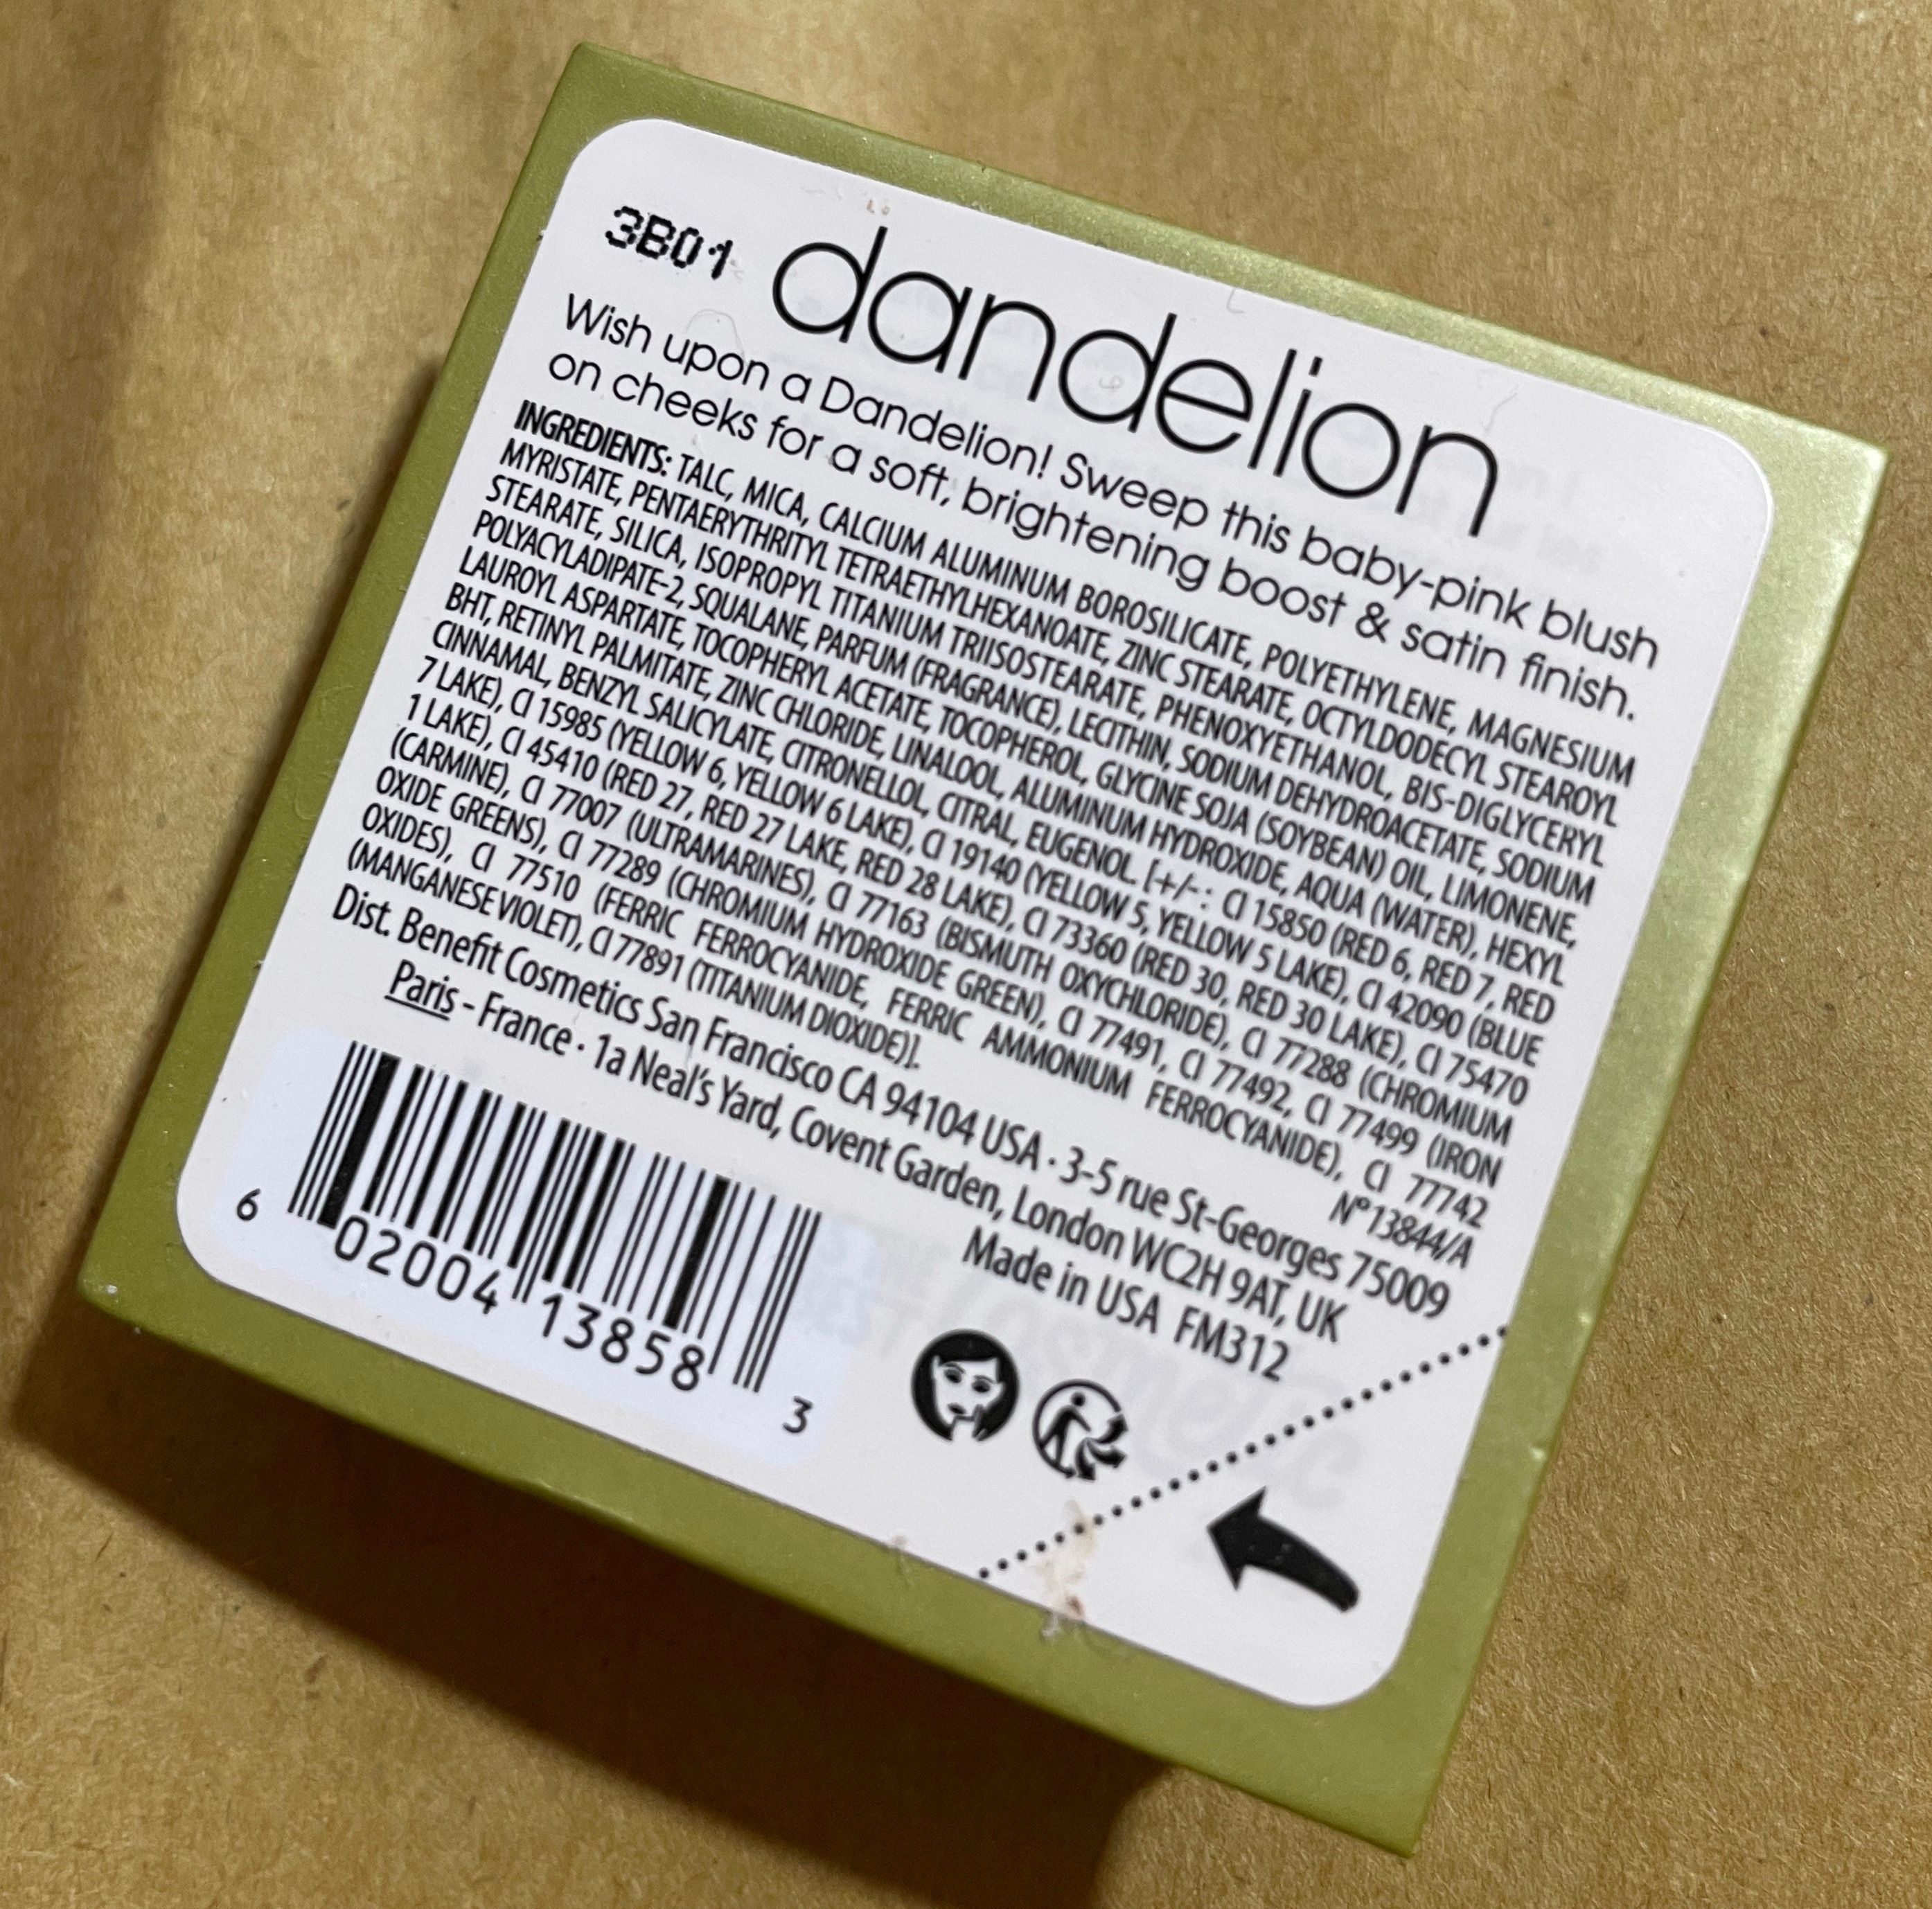 3B01
dandelion
Wish upon a Dandelion! Sweep this baby-pink blush
on cheeks for a soft, brightening boost & satin finish.
INGREDIENTS: TALC, MICA, CALCIUM ALUMINUM BOROSILICATE, POLYETHYLENE, MAGNESIUM
MYRISTATE, PENTAERYTHRITYL TETRAETHYLHEXANOATE, ZINC STEARATE, OCTYLDODECYL STEAROYL
STEARATE, SILICA, ISOPROPYL TITANIUM TRIISOSTEARATE, PHENOXYETHANOL, BIS-DIGLYCERYL
POLYACYLADIPATE-2, SQUALANE, PARFUM (FRAGRANCE), LECITHIN, SODIUM DEHYDROACETATE, SODIUM
LAUROYL ASPARTATE, TOCOPHERYL ACETATE, TOCOPHEROL, GLYCINE SOJA (SOYBEAN) OIL, LIMONENE,
BHT, RETINYL PALMITATE, ZINC CHLORIDE, LINALOOL, ALUMINUM HYDROXIDE, AQUA (WATER), HEXYL
CINNAMAL, BENZYL SALICYLATE, CITRONELLOL, CITRAL, EUGENOL. [+/-: CI 15850 (RED 6, RED 7, RED
7 LAKE), CI 15985 (YELLOW 6, YELLOW 6 LAKE), CI 19140 (YELLOW 5, YELLOW 5 LAKE), CI 42090 (BLUE
1 LAKE), CI 45410 (RED 27, RED 27 LAKE, RED 28 LAKE), CI 73360 (RED 30, RED 30 LAKE), CI 75470
(CARMINE), CI 77007 (ULTRAMARINES), CI 77163 (BISMUTH OXYCHLORIDE), CI 77288 (CHROMIUM
OXIDE GREENS), CI 77289 (CHROMIUM HYDROXIDE GREEN), CI 77491, CI 77492, CI 77499 (IRON
OXIDES), CI 77510 (FERRIC FERROCYANIDE, FERRIC AMMONIUM FERROCYANIDE), CI 77742
(MANGANESE VIOLET), CI 77891 (TITANIUM DIOXIDE)]. N°13844/A
Dist. Benefit Cosmetics San Francisco CA 94104 USA · 3-5 rue St-Georges 75009
Paris - France · 1a Neal's Yard, Covent Garden, London WC2H 9AT, UK
Made in USA FM312
6 02004 13858 3